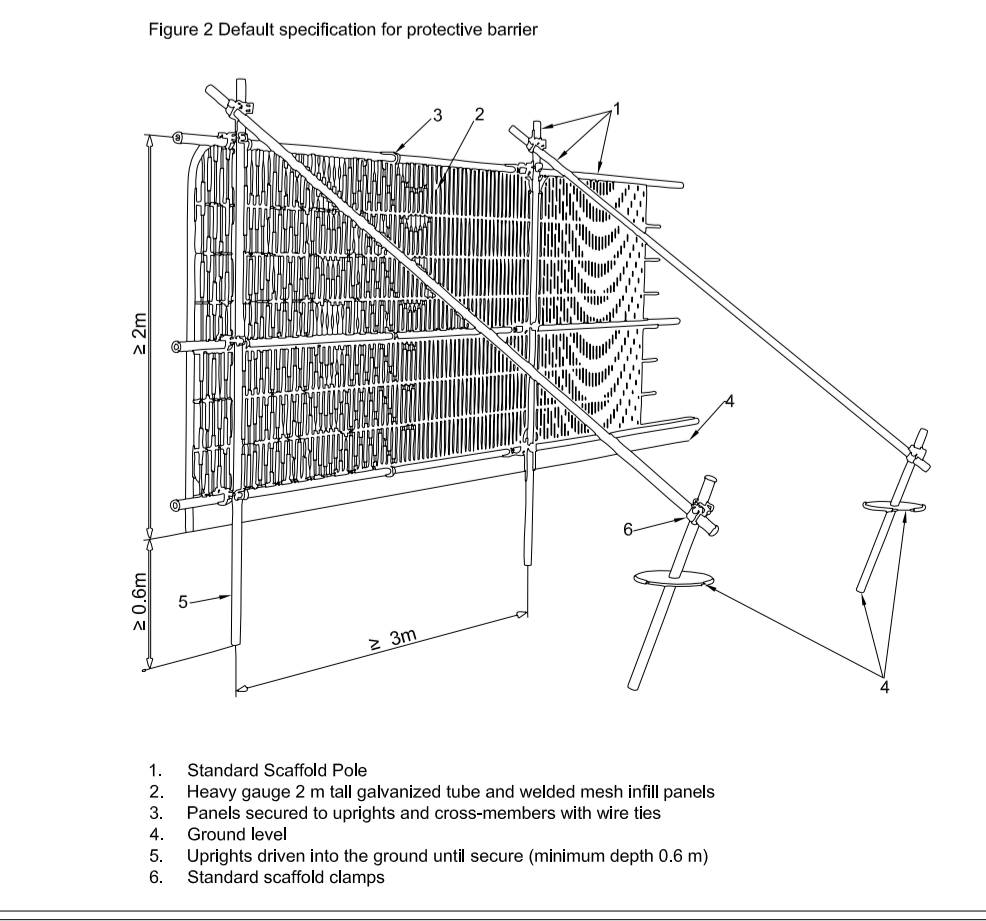 Figure 2 Default specification for protective barrier
3
2
1
≥ 2m
4
6
≥ 0.6m
5
≥ 3m
4
1. Standard Scaffold Pole
2. Heavy gauge 2 m tall galvanized tube and welded mesh infill panels
3. Panels secured to uprights and cross-members with wire ties
4. Ground level
5. Uprights driven into the ground until secure (minimum depth 0.6 m)
6. Standard scaffold clamps